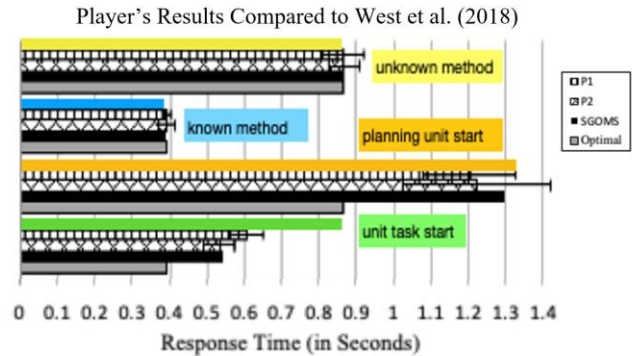 Player's Results Compared to West et al. (2018)
unknown method
known method
planning unit start
unit task start
P1
P2
SGOMS
Optimal
0 0.1 0.2 0.3 0.4 0.5 0.6 0.7 0.8 0.9 1 1.1 1.2 1.3 1.4
Response Time (in Seconds)